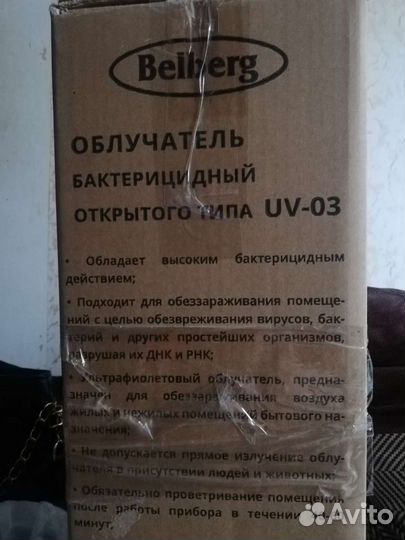 Belberg
ОБЛУЧАТЕЛЬ
БАКТЕРИЦИДНЫЙ
ОТКРЫТОГО ТИПА UV-03
• Обладает высоким бактерицидным
действием;
• Подходит для обеззараживания помеще-
ний с целью обезвреживания вирусов, бак-
терий и других простейших организмов,
разрушая их ДНК и РНК;
• Ультрафиолетовый облучатель, предна-
значен для обеззараживания воздуха
жилых и нежилых помещений бытового на-
значения;
• Не допускается прямое излучение облу-
чателя в присутствии людей и животных;
• Обязательно проветривание помещения
после работы прибора в течении
минут.
Avito